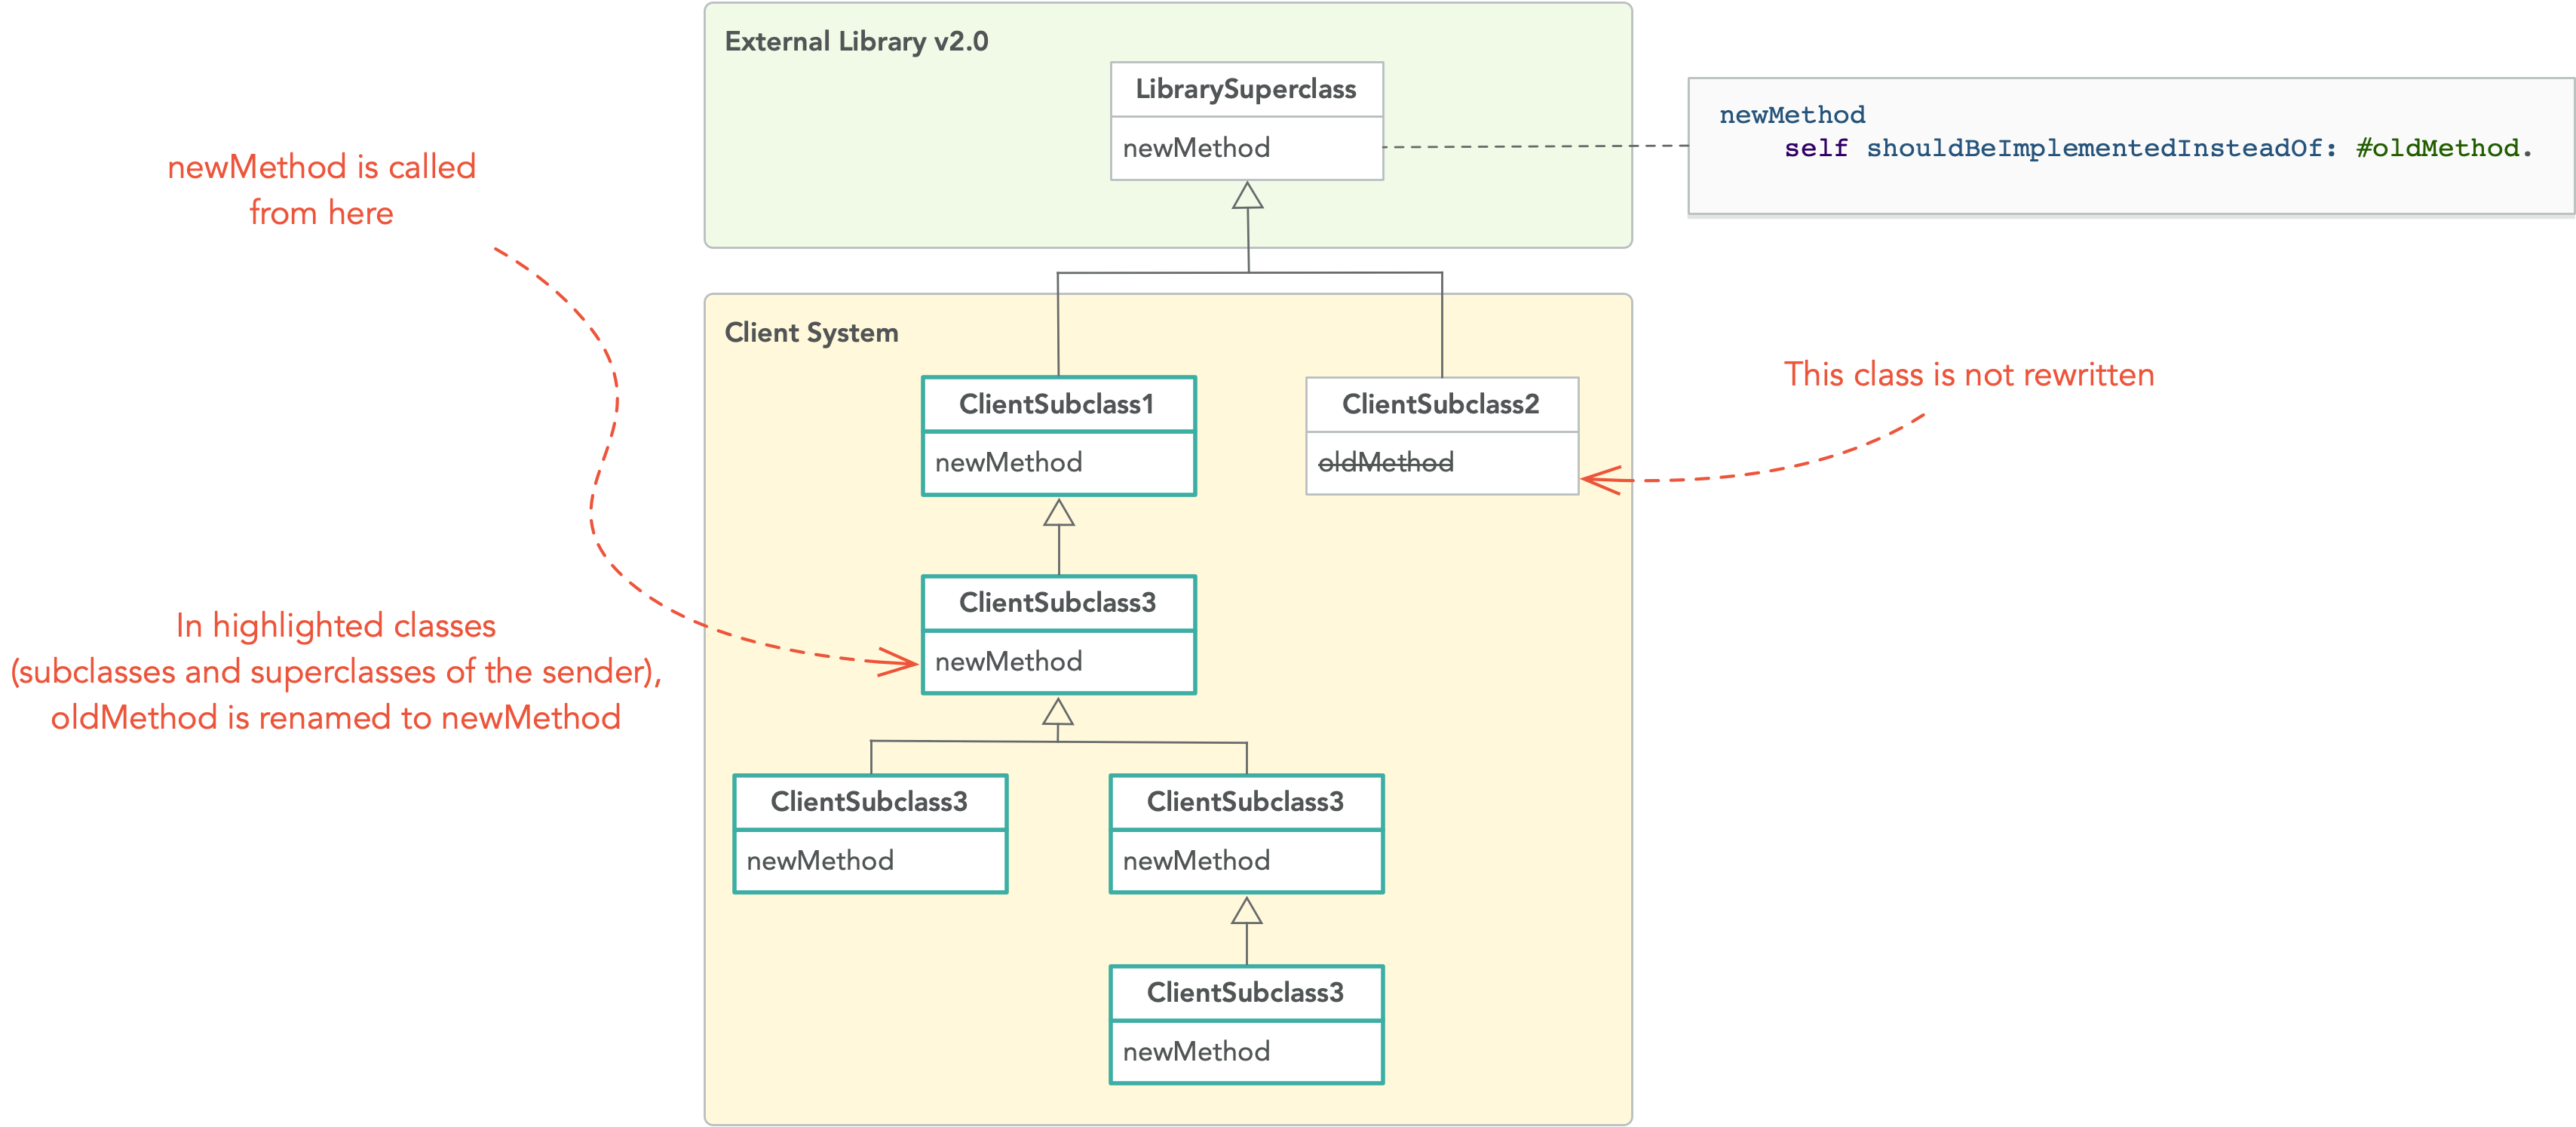 External Library v2.0
LibrarySuperclass
newMethod
newMethod
self shouldBeImplementedInsteadOf: #oldMethod.
newMethod is called
from here
Client System
ClientSubclass1
newMethod
ClientSubclass2
oldMethod
This class is not rewritten
ClientSubclass3
newMethod
In highlighted classes
(subclasses and superclasses of the sender),
oldMethod is renamed to newMethod
ClientSubclass3
newMethod
ClientSubclass3
newMethod
ClientSubclass3
newMethod